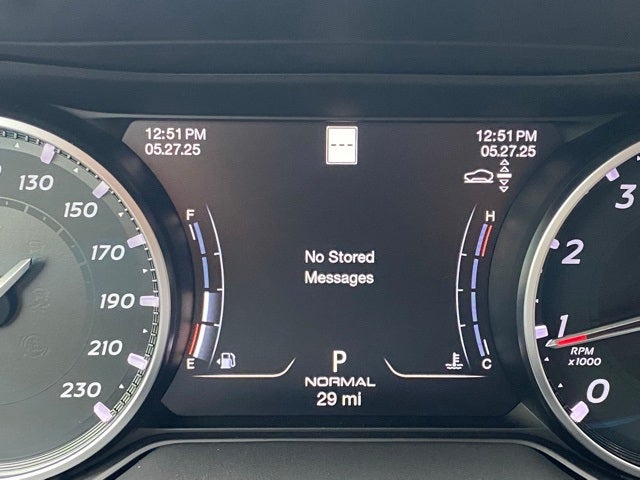 12:51 PM
05.27.25
---
12:51 PM
05.27.25
130
150
170
190
210
230
F
E
No Stored
Messages
H
C
P
NORMAL
29 mi
3
2
1
0
RPM
x1000